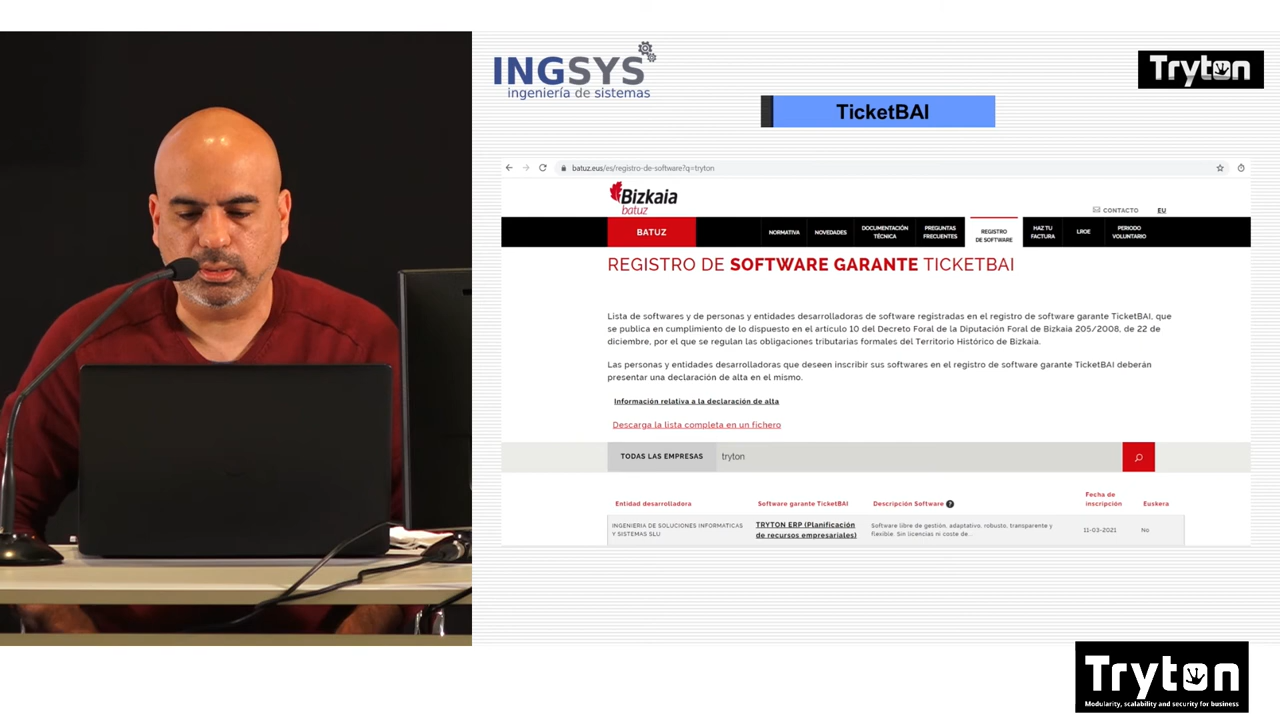 INGSYS
ingeniería de sistemas
Tryton
TicketBAI
batuz.eus/es/registro-de-software?q=tryton
Bizkaia
batuz
CONTACTO
EU
BATUZ
NORMATIVA
NOVEDADES
DOCUMENTACIÓN
TÉCNICA
PREGUNTAS
FRECUENTES
REGISTRO
DE SOFTWARE
HAZ TU
FACTURA
LROE
PERIODO
VOLUNTARIO
REGISTRO DE SOFTWARE GARANTE TICKETBAI
Lista de softwares y de personas y entidades desarrolladoras de software registradas en el registro de software garante TicketBAI, que
se publica en cumplimiento de lo dispuesto en el artículo 10 del Decreto Foral de la Diputación Foral de Bizkaia 205/2008, de 22 de
diciembre, por el que se regulan las obligaciones tributarias formales del Territorio Histórico de Bizkaia.
Las personas y entidades desarrolladoras que deseen inscribir sus softwares en el registro de software garante TicketBAI deberán
presentar una declaración de alta en el mismo.
Información relativa a la declaración de alta
Descarga la lista completa en un fichero
TODAS LAS EMPRESAS
tryton
Entidad desarrolladora
Software garante TicketBAI
Descripción Software ?
Fecha de
inscripción
Euskera
INGENIERIA DE SOLUCIONES INFORMATICAS
Y SISTEMAS SLU
TRYTON ERP (Planificación
de recursos empresariales)
Software libre de gestión, adaptativo, robusto, transparente y
flexible. Sin licencias ni coste de...
11-03-2021
No
Tryton
Modularity, scalability and security for business